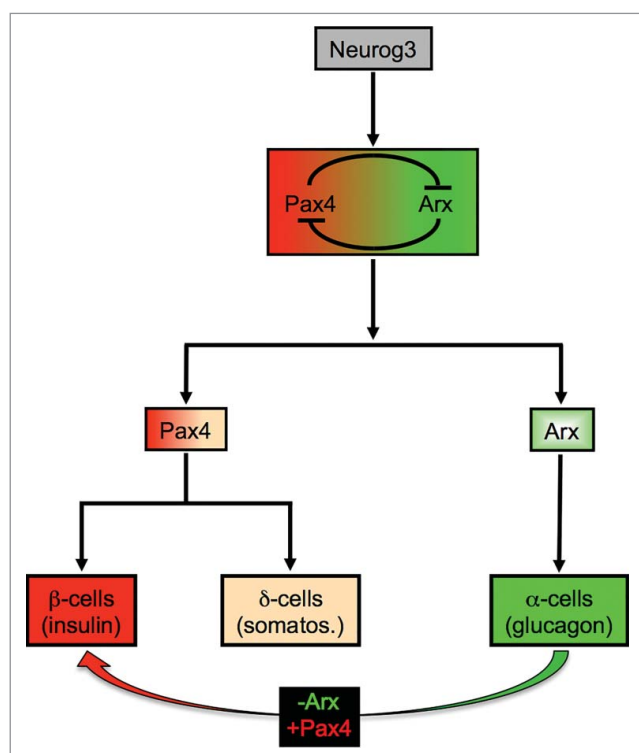 Neurog3
Pax4
Arx
Pax4
Arx
β-cells
(insulin)
δ-cells
(somatos.)
α-cells
(glucagon)
-Arx
+Pax4